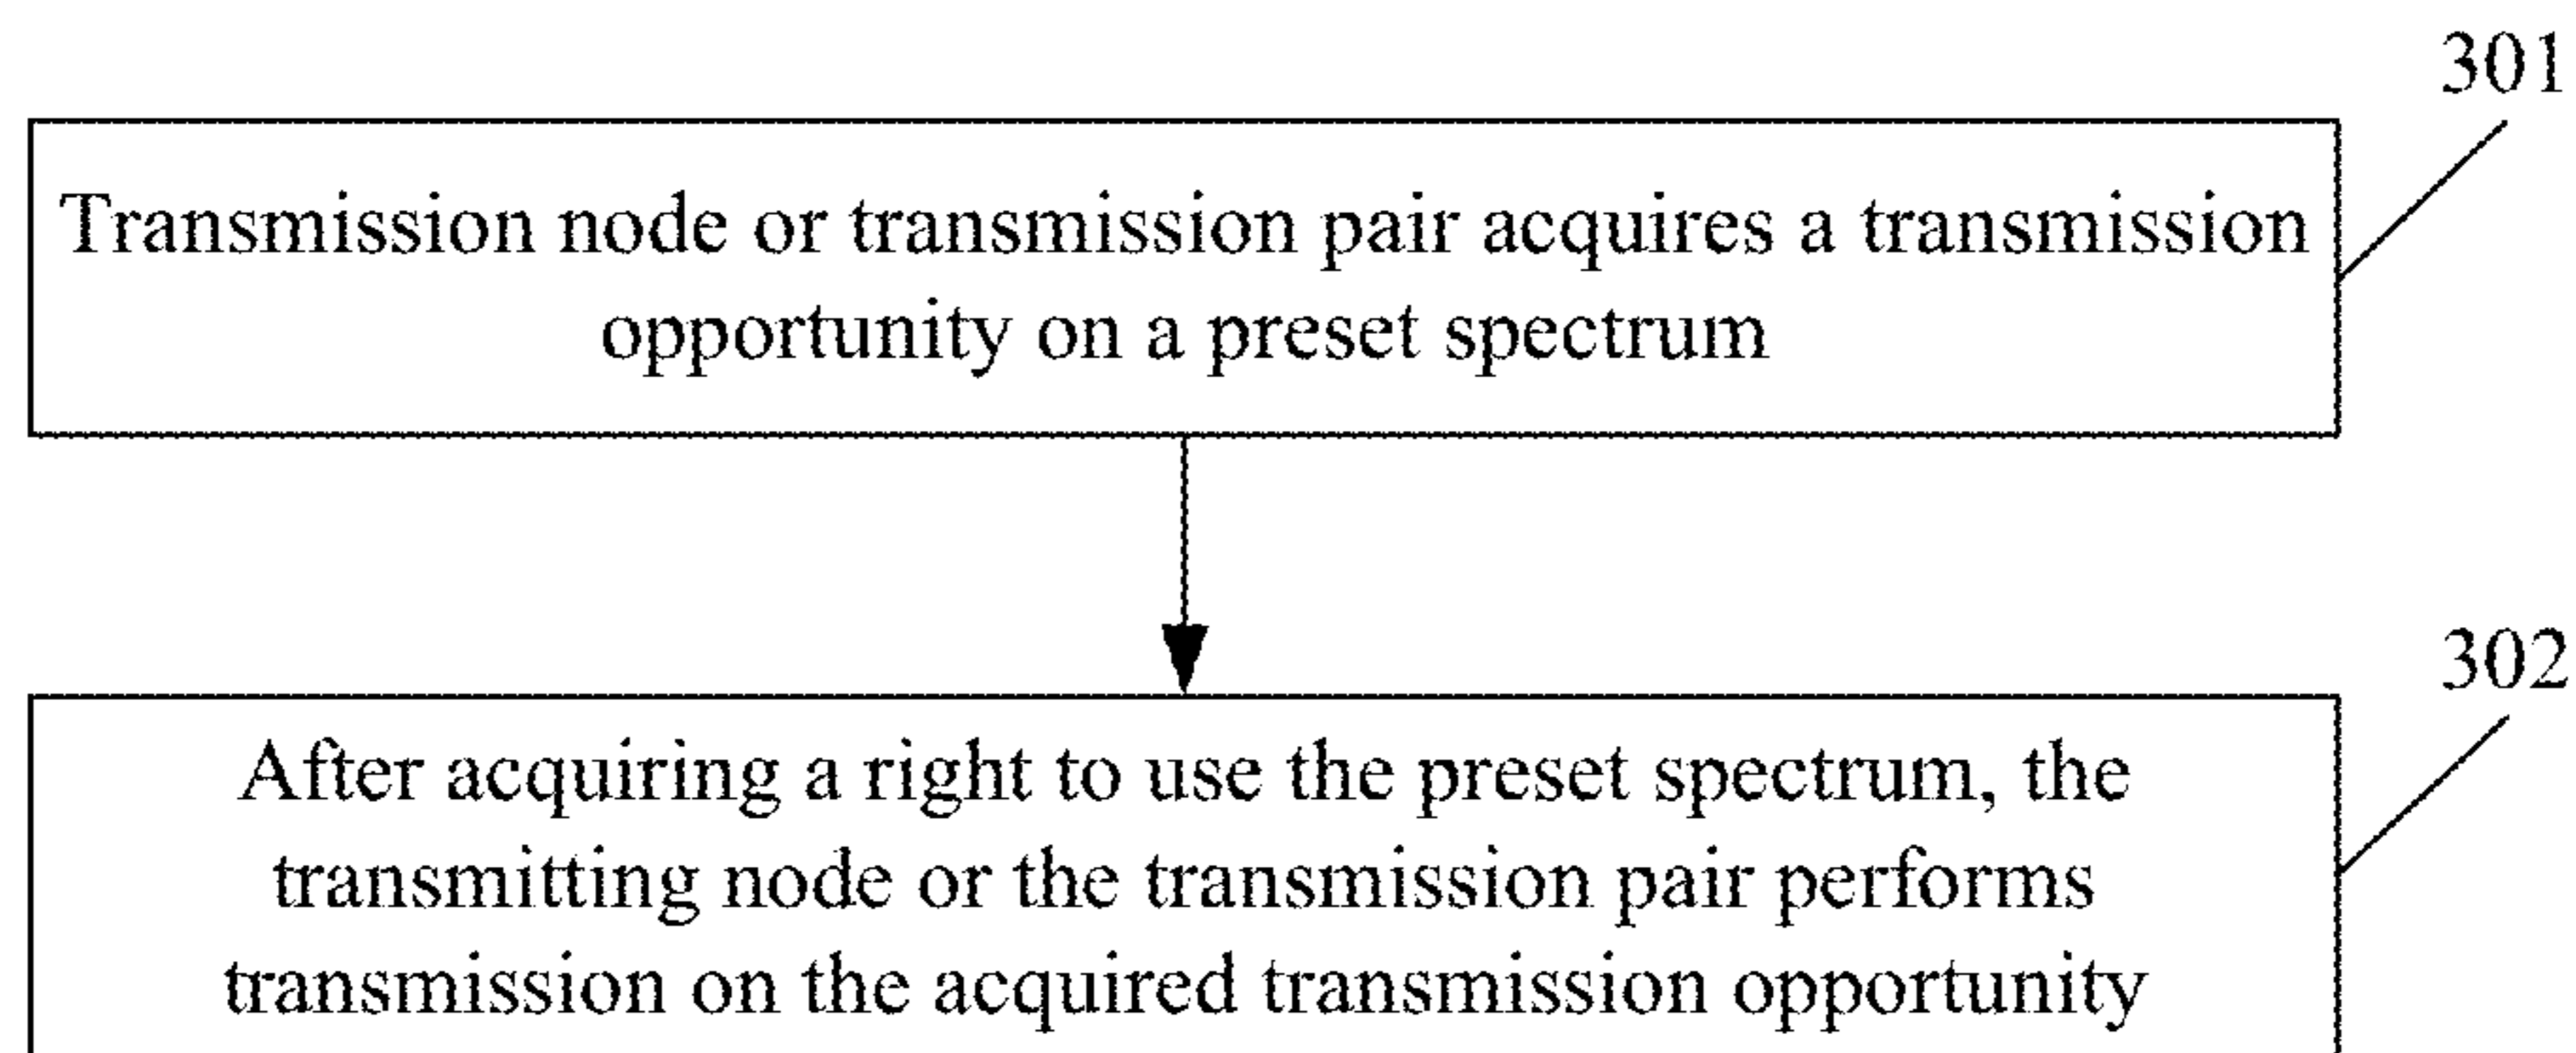 301
Transmission node or transmission pair acquires a transmission
opportunity on a preset spectrum
302
After acquiring a right to use the preset spectrum, the
transmitting node or the transmission pair performs
transmission on the acquired transmission opportunity